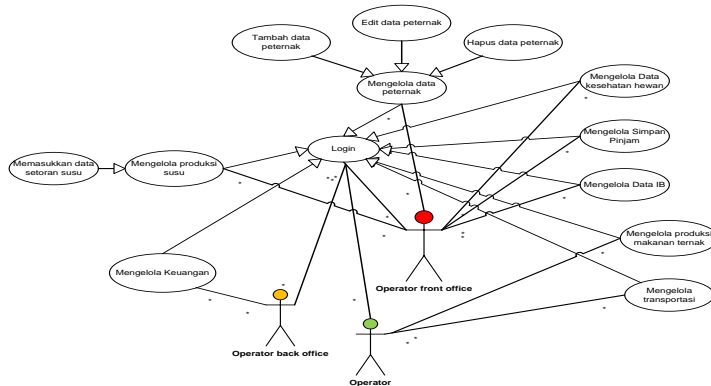 Edit data peternak
Tambah data
peternak
Hapus data peternak
Mengelola data
peternak
Mengelola Data
kesehatan hewan
Login
Mengelola Simpan
Pinjam
Memasukkan data
setoran susu
Mengelola produksi
susu
Mengelola Data IB
Mengelola produksi
makanan ternak
Mengelola Keuangan
Operator front office
Mengelola
transportasi
Operator back office
Operator